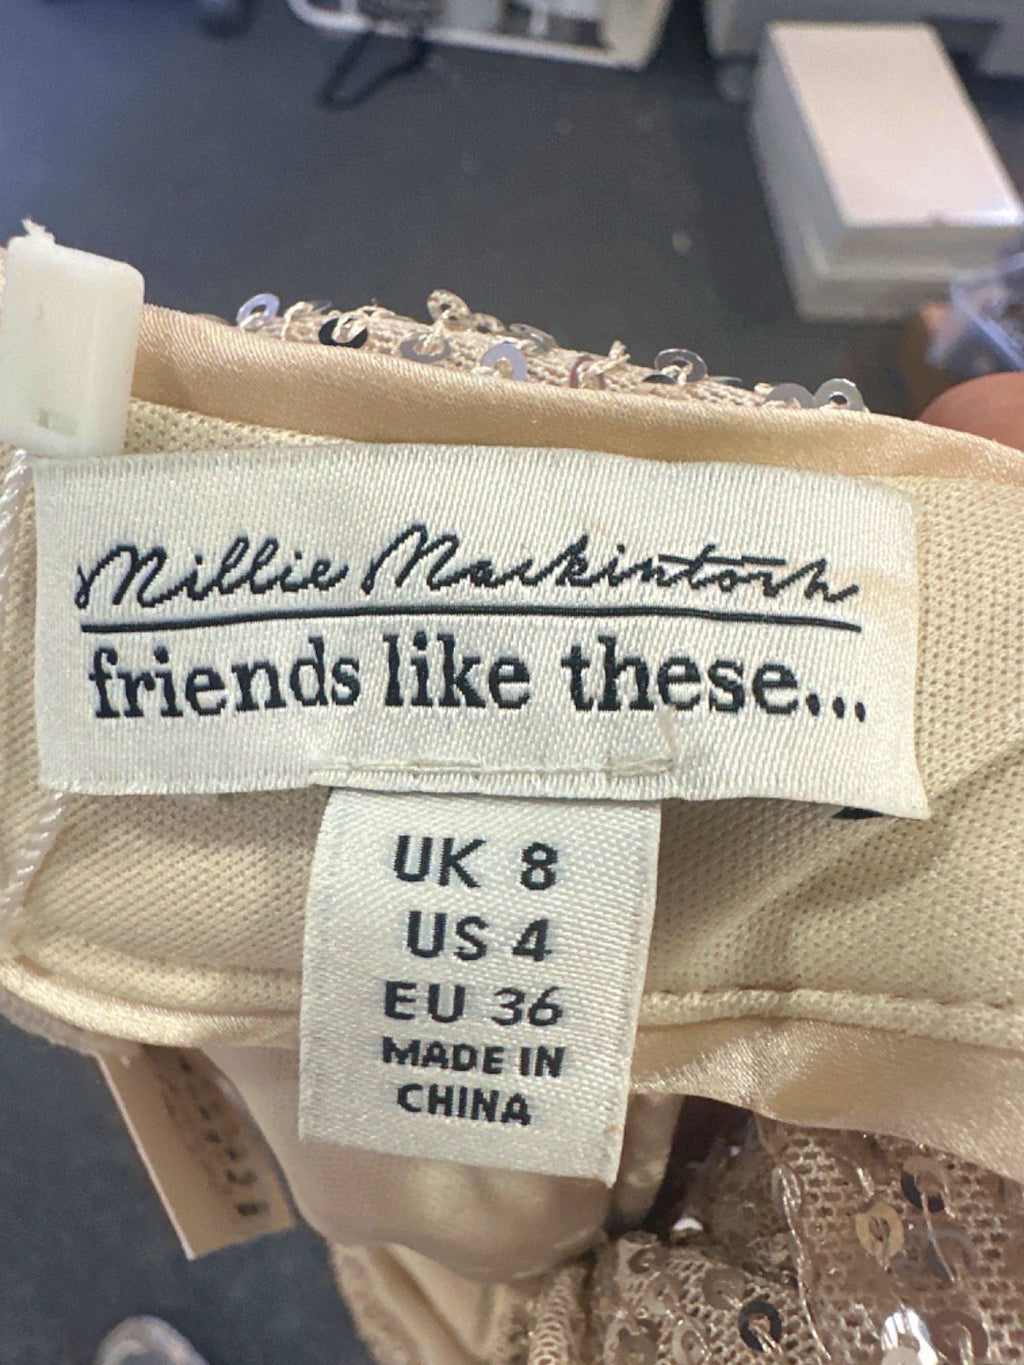 Millie Mackintosh
friends like these...
UK 8
US 4
EU 36
MADE IN
CHINA